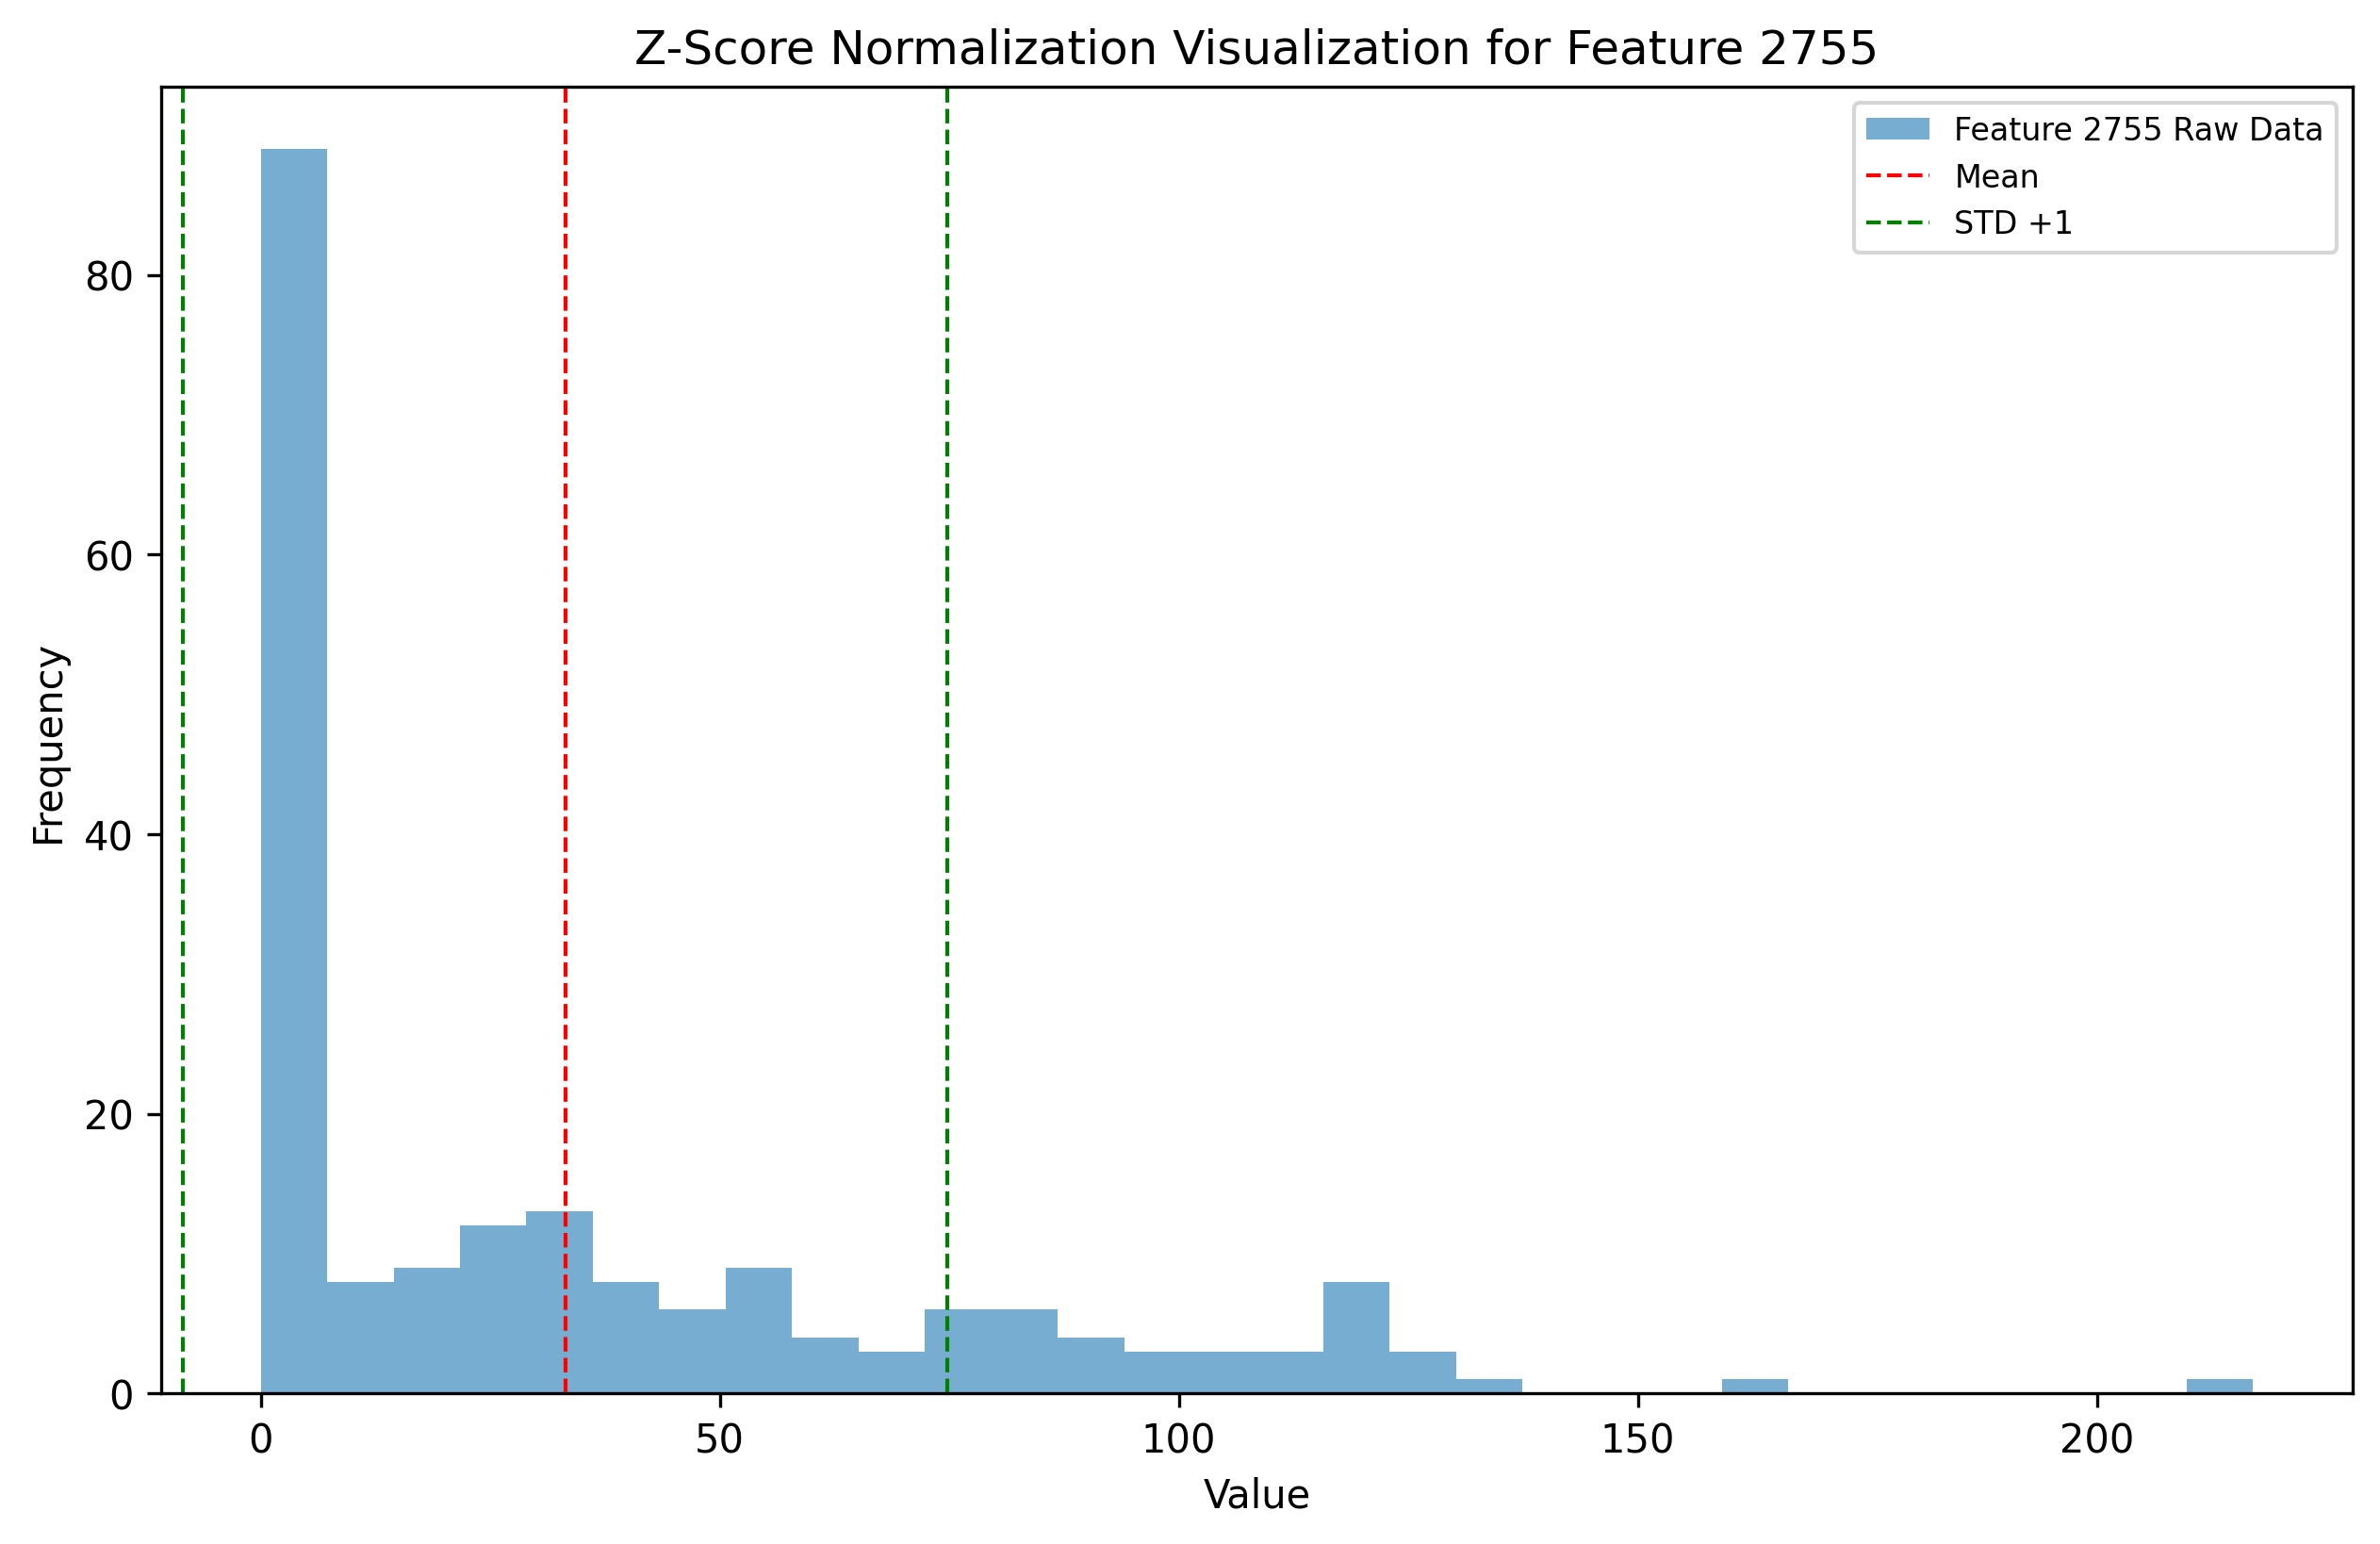 Z-Score Normalization Visualization for Feature 2755
Feature 2755 Raw Data
Mean
STD +1
80
60
40
20
0
Frequency
0 50 100 150 200
Value